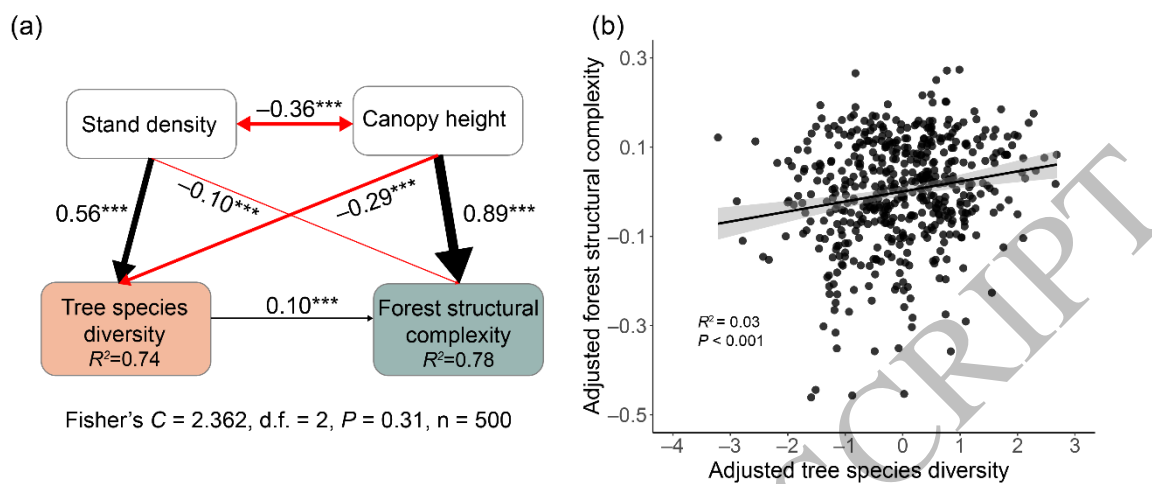 (a)
Stand density
−0.36***
Canopy height
0.56***
−0.10***
−0.29***
0.89***
Tree species
diversity
R²=0.74
0.10***
Forest structural
complexity
R²=0.78
Fisher's C = 2.362, d.f. = 2, P = 0.31, n = 500
(b)
Adjusted forest structural complexity
0.3
0.1
−0.1
−0.3
−0.5
R² = 0.03
P < 0.001
−4 −3 −2 −1 0 1 2 3
Adjusted tree species diversity
CCRIPT